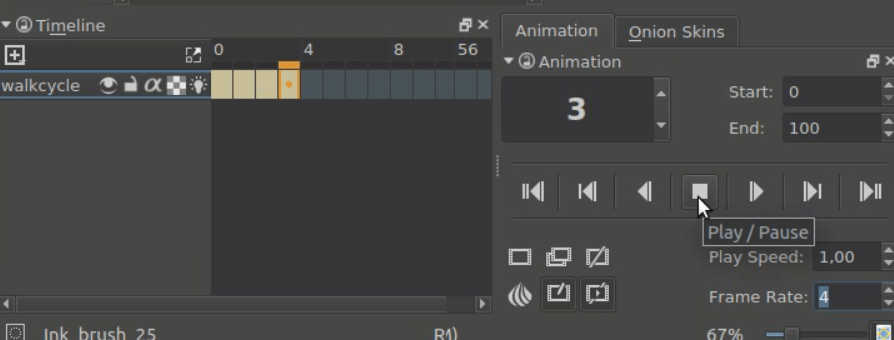 Timeline
0 4 8 56
walkcycle
Animation Onion Skins
Animation
3
Start: 0
End: 100
Play / Pause
Play Speed: 1,00
Frame Rate: 4
Ink_brush_25
67%